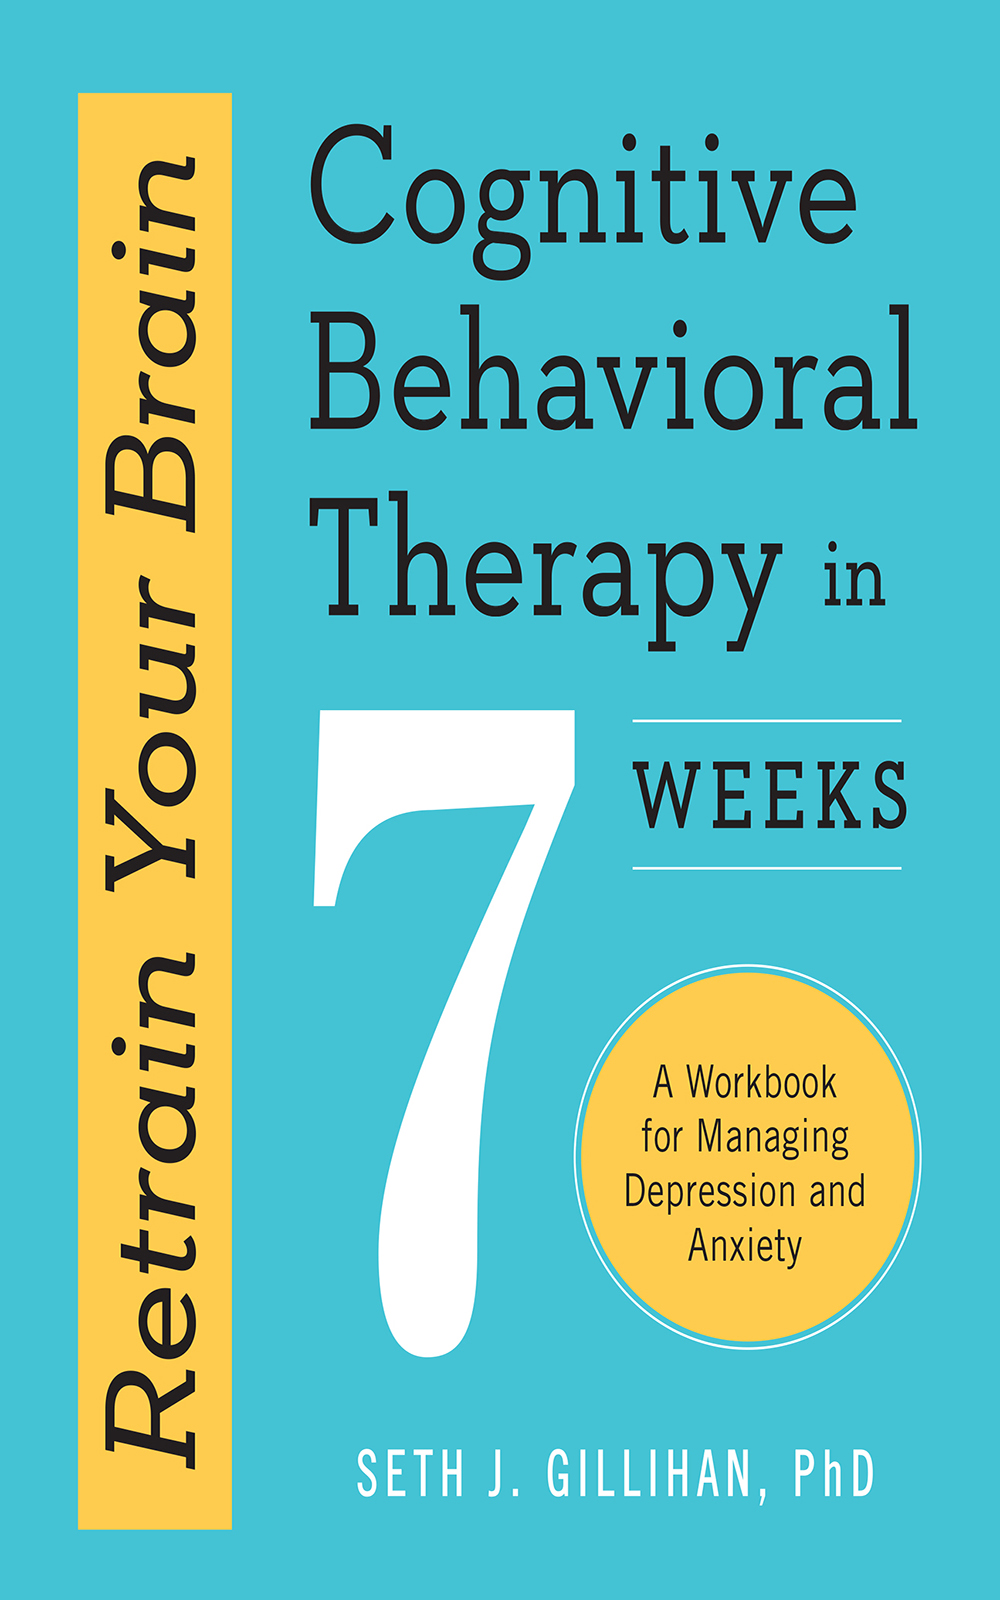 Retrain Your Brain
Cognitive
Behavioral
Therapy in
7 WEEKS
A Workbook
for Managing
Depression and
Anxiety
SETH J. GILLIHAN, PhD